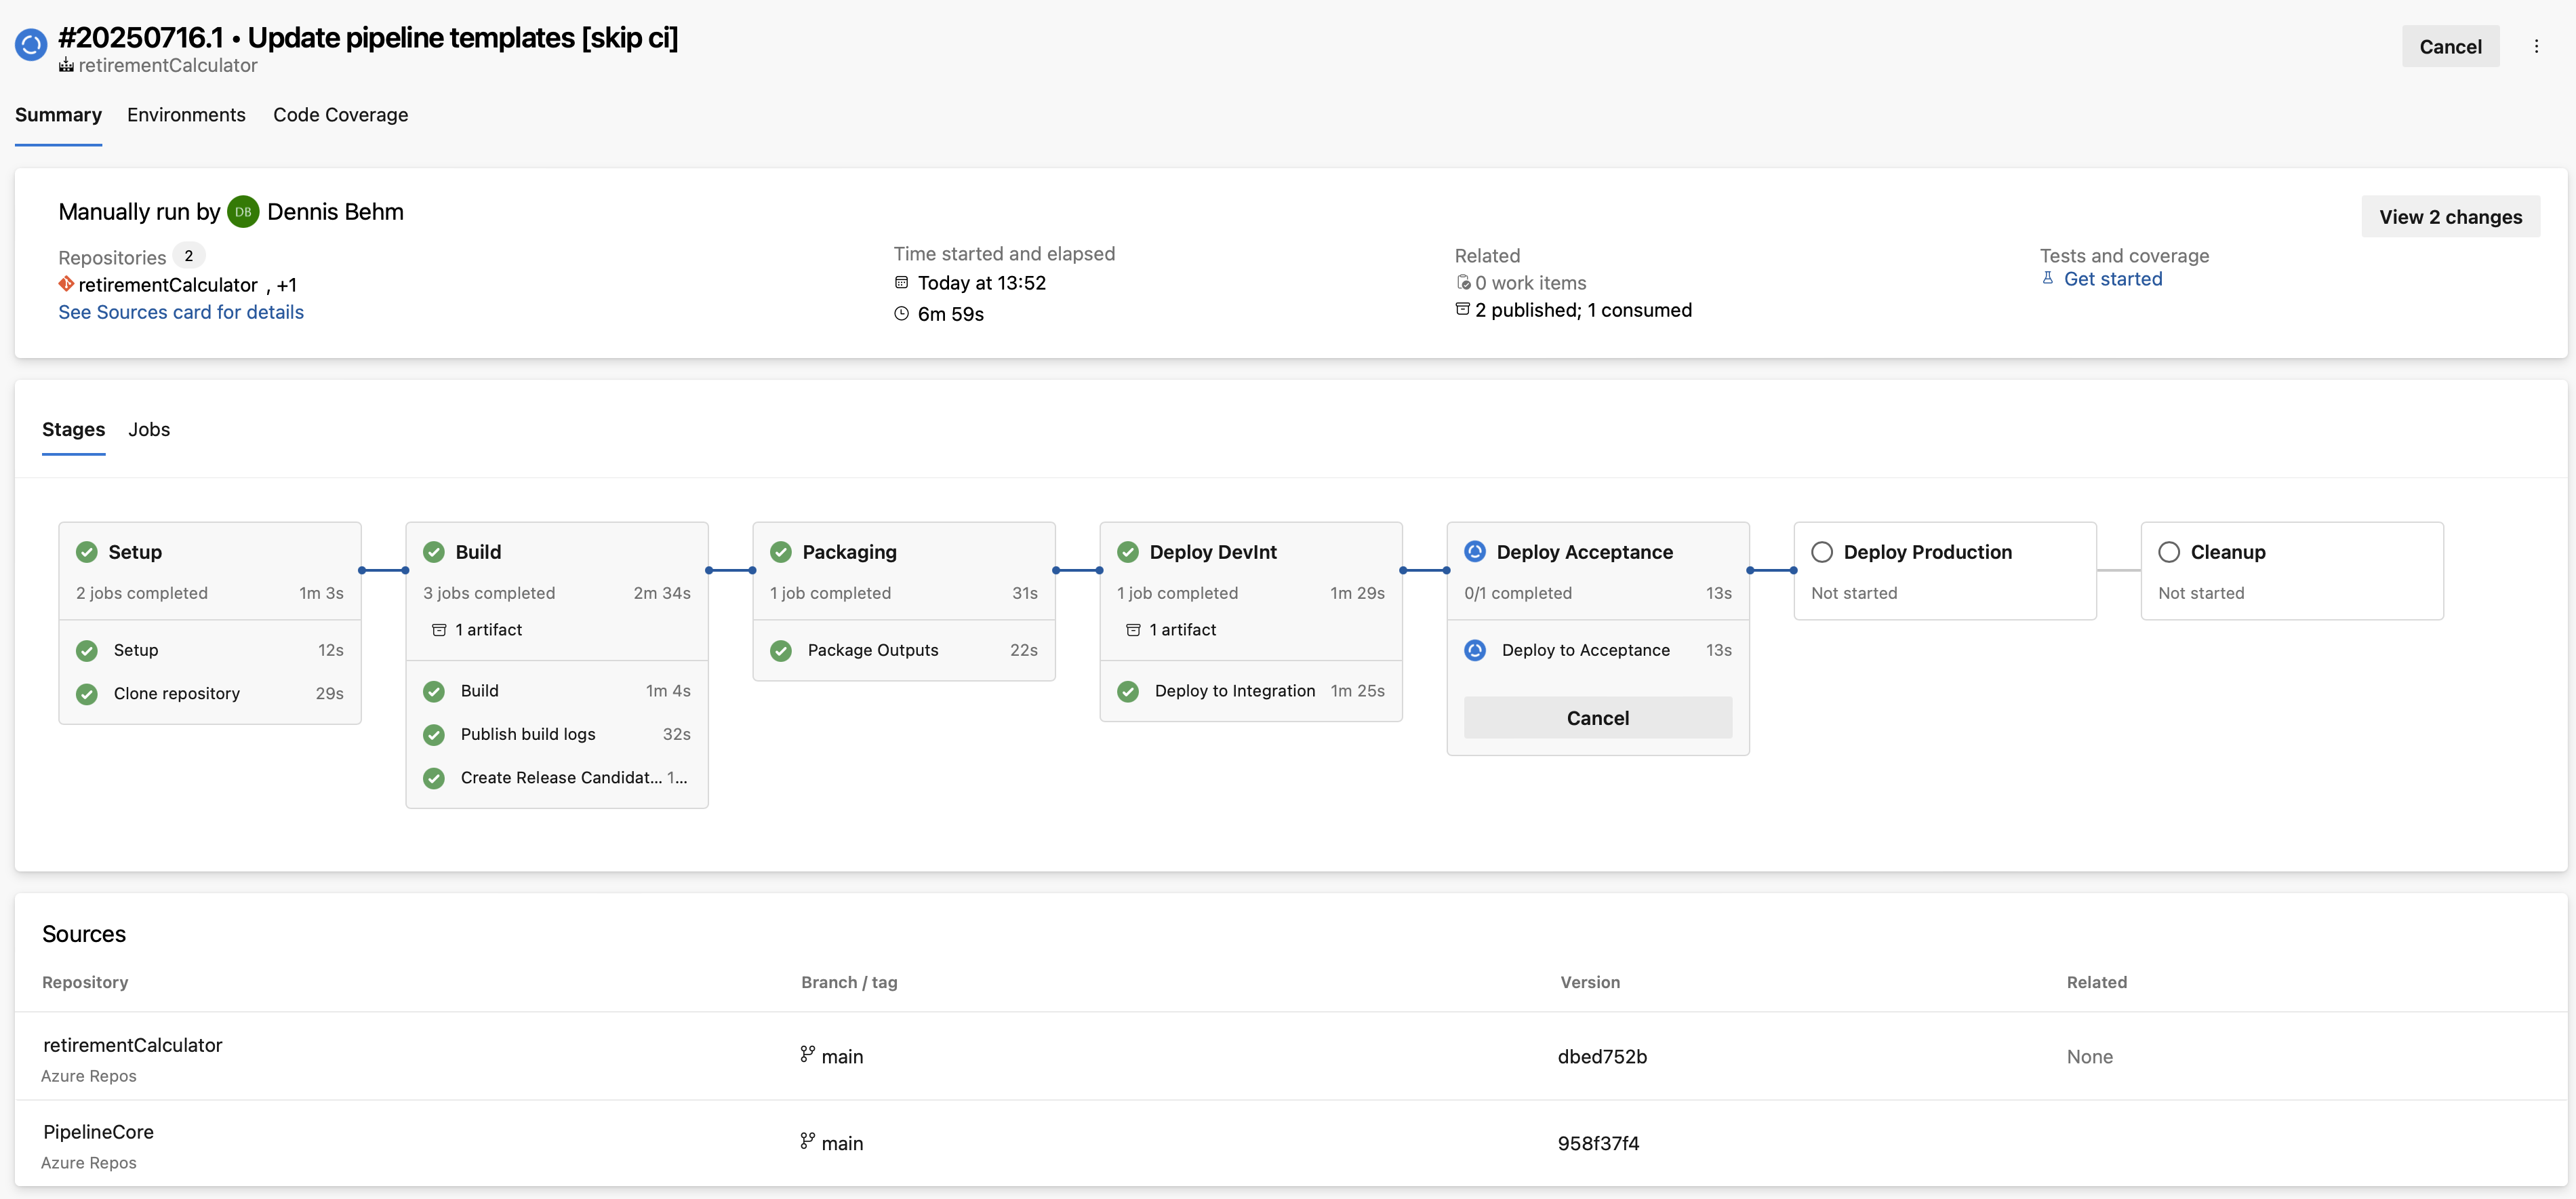 #20250716.1 • Update pipeline templates [skip ci]
retirementCalculator
Cancel
Summary
Environments
Code Coverage
Manually run by DB Dennis Behm
View 2 changes
Repositories 2
retirementCalculator , +1
See Sources card for details
Time started and elapsed
Today at 13:52
6m 59s
Related
0 work items
2 published; 1 consumed
Tests and coverage
Get started
Stages
Jobs
Setup
2 jobs completed 1m 3s
Setup 12s
Clone repository 29s
Build
3 jobs completed 2m 34s
1 artifact
Build 1m 4s
Publish build logs 32s
Create Release Candidat... 1...
Packaging
1 job completed 31s
Package Outputs 22s
Deploy DevInt
1 job completed 1m 29s
1 artifact
Deploy to Integration 1m 25s
Deploy Acceptance
0/1 completed 13s
Deploy to Acceptance 13s
Cancel
Deploy Production
Not started
Cleanup
Not started
Sources
Repository Branch / tag Version Related
retirementCalculator
Azure Repos
main
dbed752b
None
PipelineCore
Azure Repos
main
958f37f4